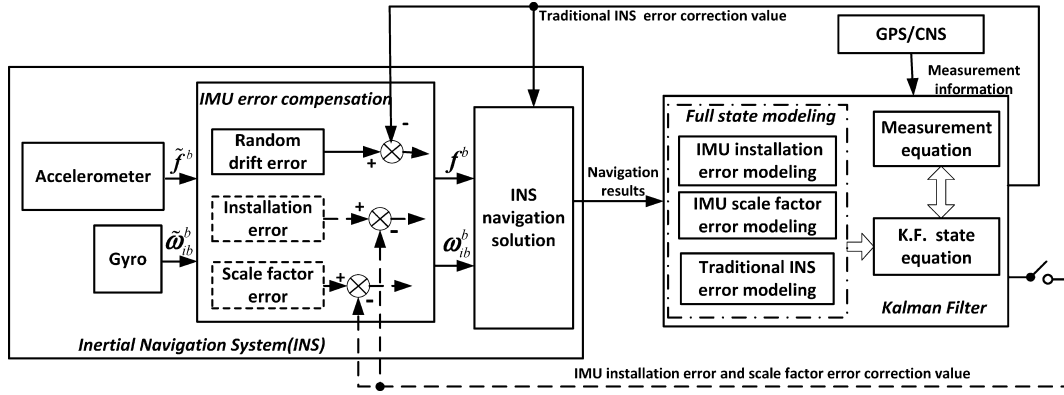 Traditional INS error correction value
GPS/CNS
Measurement
information
IMU error compensation
-
Random
drift error
+
Accelerometer
f̃ᵇ
fᵇ
Installation
error
+
-
Gyro
ω̃ᵇᵢᵦ
ωᵇᵢᵦ
Scale factor
error
+
-
INS
navigation
solution
Inertial Navigation System(INS)
Navigation
results
Full state modeling
IMU installation
error modeling
IMU scale factor
error modeling
Traditional INS
error modeling
Measurement
equation
K.F. state
equation
Kalman Filter
IMU installation error and scale factor error correction value